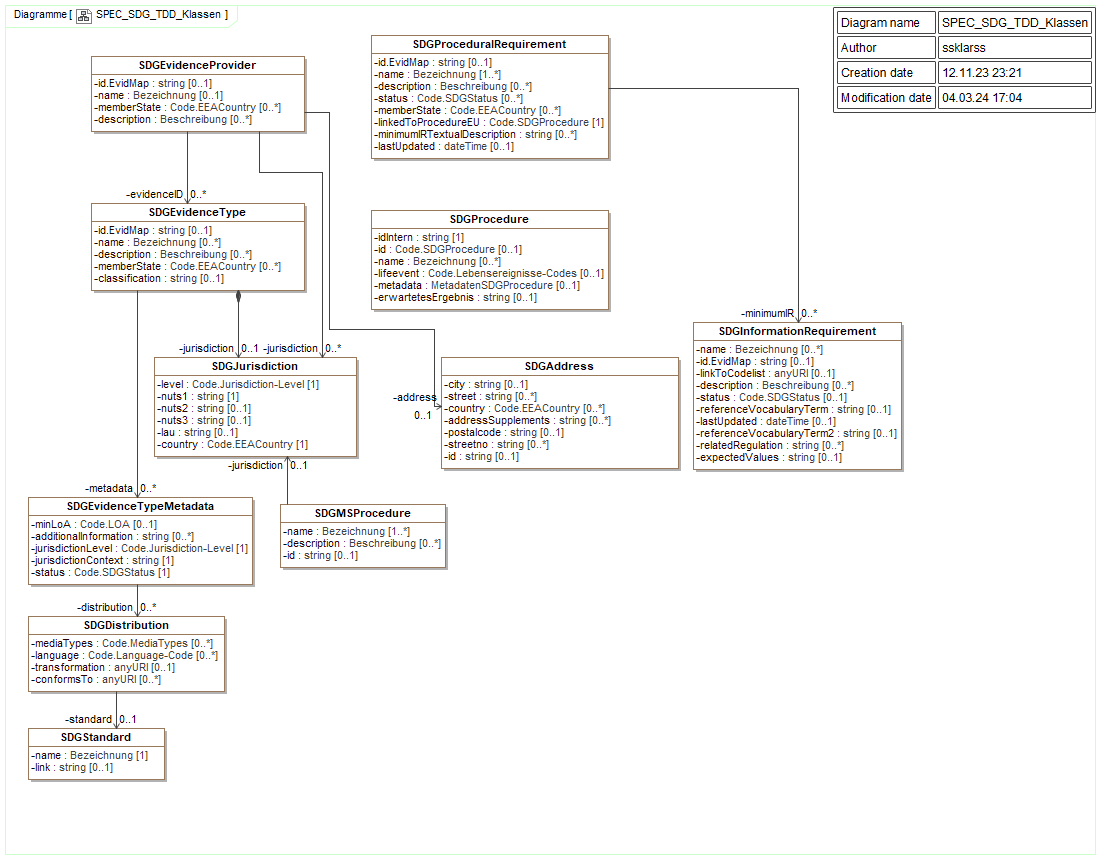 Diagramme [ SPEC_SDG_TDD_Klassen ]
Diagram name SPEC_SDG_TDD_Klassen
Author ssklarss
Creation date 12.11.23 23:21
Modification date 04.03.24 17:04
SDGEvidenceProvider
-id.EvidMap : string [0..1]
-name : Bezeichnung [0..1]
-memberState : Code.EEACountry [0..*]
-description : Beschreibung [0..*]
SDGProceduralRequirement
-id.EvidMap : string [0..1]
-name : Bezeichnung [1..*]
-description : Beschreibung [0..*]
-status : Code.SDGStatus [0..*]
-memberState : Code.EEACountry [0..*]
-linkedToProcedureEU : Code.SDGProcedure [1]
-minimumIRTextualDescription : string [0..*]
-lastUpdated : dateTime [0..1]
-evidenceID 0..*
SDGEvidenceType
-id.EvidMap : string [0..1]
-name : Bezeichnung [0..*]
-description : Beschreibung [0..*]
-memberState : Code.EEACountry [0..*]
-classification : string [0..1]
SDGProcedure
-idIntern : string [1]
-id : Code.SDGProcedure [0..1]
-name : Bezeichnung [0..*]
-lifeevent : Code.Lebensereignisse-Codes [0..1]
-metadata : MetadatenSDGProcedure [0..1]
-erwartetesErgebnis : string [0..1]
-minimumIR 0..*
SDGInformationRequirement
-name : Bezeichnung [0..*]
-id.EvidMap : string [0..1]
-linkToCodelist : anyURI [0..1]
-description : Beschreibung [0..*]
-status : Code.SDGStatus [0..1]
-referenceVocabularyTerm : string [0..1]
-lastUpdated : dateTime [0..1]
-referenceVocabularyTerm2 : string [0..1]
-relatedRegulation : string [0..*]
-expectedValues : string [0..1]
-jurisdiction 0..1 -jurisdiction 0..*
SDGJurisdiction
-level : Code.Jurisdiction-Level [1]
-nuts1 : string [1]
-nuts2 : string [0..1]
-nuts3 : string [0..1]
-lau : string [0..1]
-country : Code.EEACountry [1]
-address
0..1
SDGAddress
-city : string [0..1]
-street : string [0..*]
-country : Code.EEACountry [0..*]
-addressSupplements : string [0..*]
-postalcode : string [0..1]
-streetno : string [0..*]
-id : string [0..1]
-jurisdiction 0..1
-metadata 0..*
SDGEvidenceTypeMetadata
-minLoA : Code.LOA [0..1]
-additionalInformation : string [0..*]
-jurisdictionLevel : Code.Jurisdiction-Level [1]
-jurisdictionContext : string [1]
-status : Code.SDGStatus [1]
SDGMSProcedure
-name : Bezeichnung [1..*]
-description : Beschreibung [0..*]
-id : string [0..1]
-distribution 0..*
SDGDistribution
-mediaTypes : Code.MediaTypes [0..*]
-language : Code.Language-Code [0..*]
-transformation : anyURI [0..1]
-conformsTo : anyURI [0..*]
-standard 0..1
SDGStandard
-name : Bezeichnung [1]
-link : string [0..1]